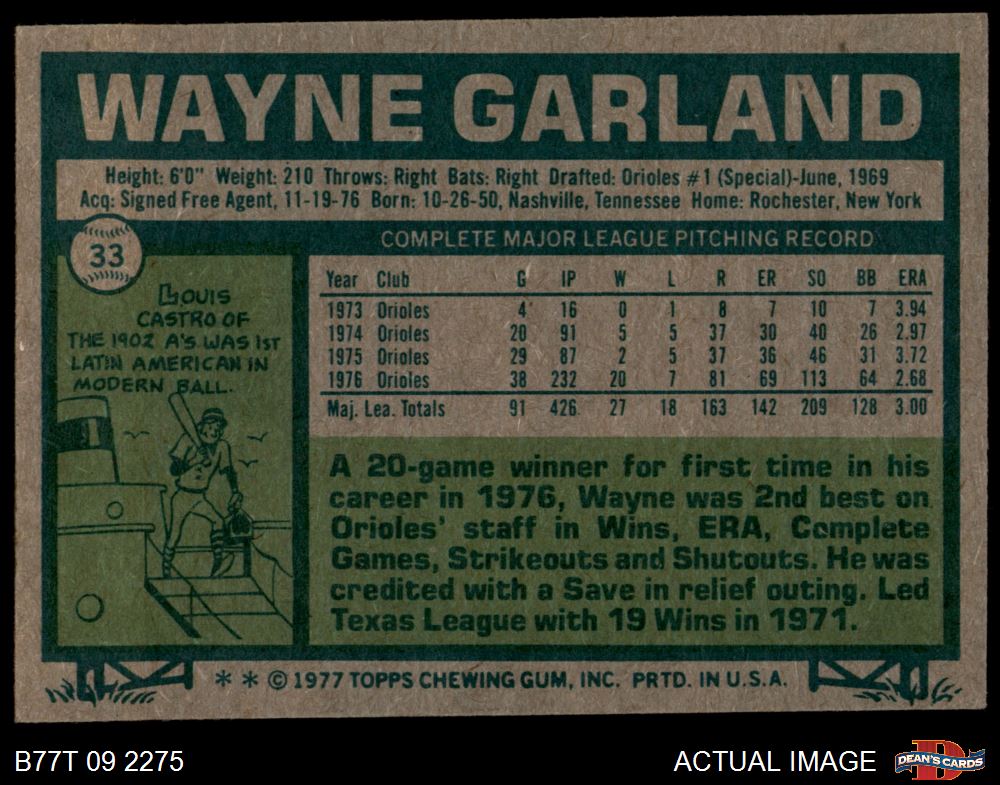 WAYNE GARLAND
Height: 6'0" Weight: 210 Throws: Right Bats: Right Drafted: Orioles #1 (Special)-June, 1969
Acq: Signed Free Agent, 11-19-76 Born: 10-26-50, Nashville, Tennessee Home: Rochester, New York
33
LOUIS
CASTRO OF
THE 1902 A'S WAS 1ST
LATIN AMERICAN IN
MODERN BALL.
COMPLETE MAJOR LEAGUE PITCHING RECORD
Year Club G IP W L R ER SO BB ERA
1973 Orioles 4 16 0 1 8 7 10 7 3.94
1974 Orioles 20 91 5 5 37 30 40 26 2.97
1975 Orioles 29 87 2 5 37 36 46 31 3.72
1976 Orioles 38 232 20 7 81 69 113 64 2.68
Maj. Lea. Totals 91 426 27 18 163 142 209 128 3.00
A 20-game winner for first time in his
career in 1976, Wayne was 2nd best on
Orioles' staff in Wins, ERA, Complete
Games, Strikeouts and Shutouts. He was
credited with a Save in relief outing. Led
Texas League with 19 Wins in 1971.
* * © 1977 TOPPS CHEWING GUM, INC. PRTD. IN U.S.A.
B77T 09 2275
ACTUAL IMAGE
D
DEAN'S CARDS